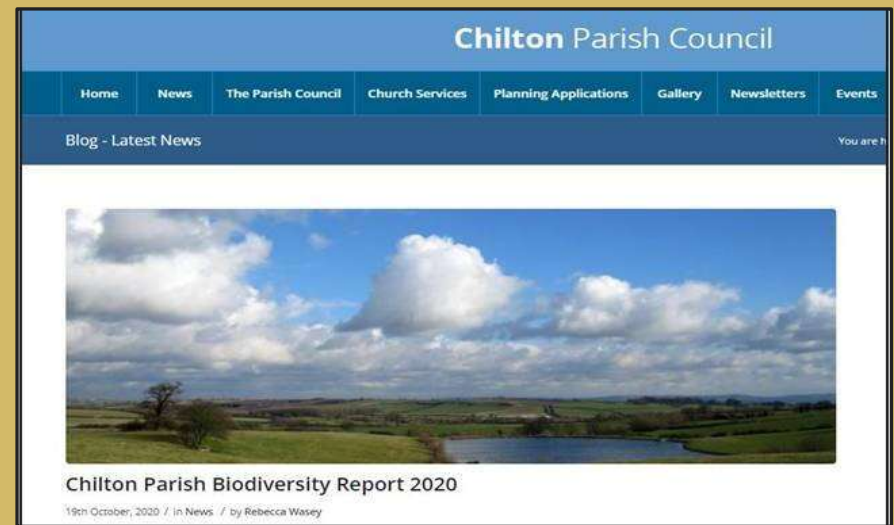 Chilton Parish Council
Home News The Parish Council Church Services Planning Applications Gallery Newsletters Events
Blog - Latest News
You are h
Chilton Parish Biodiversity Report 2020
19th October, 2020 / in News / by Rebecca Wasey